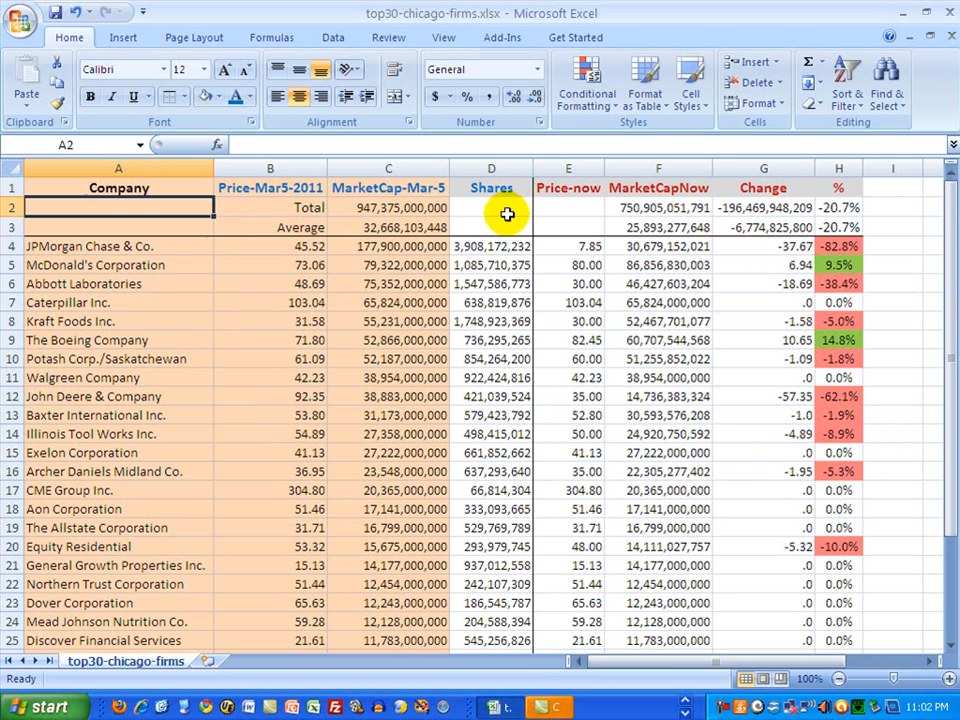 top30-chicago-firms.xlsx - Microsoft Excel
Home Insert Page Layout Formulas Data Review View Add-Ins Get Started
Paste
Calibri 12
A A
B I U A
General
$ % ,
Conditional Formatting
Format as Table
Cell Styles
Insert
Delete
Format
Σ
Sort & Filter
Find & Select
Clipboard Font Alignment Number Styles Cells Editing
A2 fx
A B C D E F G H I
1 Company Price-Mar5-2011 MarketCap-Mar-5 Shares Price-now MarketCapNow Change %
2 Total 947,375,000,000 750,905,051,791 -196,469,948,209 -20.7%
3 Average 32,668,103,448 25,893,277,648 -6,774,825,800 -20.7%
4 JPMorgan Chase & Co. 45.52 177,900,000,000 3,908,172,232 7.85 30,679,152,021 -37.67 -82.8%
5 McDonald's Corporation 73.06 79,322,000,000 1,085,710,375 80.00 86,856,830,003 6.94 9.5%
6 Abbott Laboratories 48.69 75,352,000,000 1,547,586,773 30.00 46,427,603,204 -18.69 -38.4%
7 Caterpillar Inc. 103.04 65,824,000,000 638,819,876 103.04 65,824,000,000 .0 0.0%
8 Kraft Foods Inc. 31.58 55,231,000,000 1,748,923,369 30.00 52,467,701,077 -1.58 -5.0%
9 The Boeing Company 71.80 52,866,000,000 736,295,265 82.45 60,707,544,568 10.65 14.8%
10 Potash Corp./Saskatchewan 61.09 52,187,000,000 854,264,200 60.00 51,255,852,022 -1.09 -1.8%
11 Walgreen Company 42.23 38,954,000,000 922,424,816 42.23 38,954,000,000 .0 0.0%
12 John Deere & Company 92.35 38,883,000,000 421,039,524 35.00 14,736,383,324 -57.35 -62.1%
13 Baxter International Inc. 53.80 31,173,000,000 579,423,792 52.80 30,593,576,208 -1.0 -1.9%
14 Illinois Tool Works Inc. 54.89 27,358,000,000 498,415,012 50.00 24,920,750,592 -4.89 -8.9%
15 Exelon Corporation 41.13 27,222,000,000 661,852,662 41.13 27,222,000,000 .0 0.0%
16 Archer Daniels Midland Co. 36.95 23,548,000,000 637,293,640 35.00 22,305,277,402 -1.95 -5.3%
17 CME Group Inc. 304.80 20,365,000,000 66,814,304 304.80 20,365,000,000 .0 0.0%
18 Aon Corporation 51.46 17,141,000,000 333,093,665 51.46 17,141,000,000 .0 0.0%
19 The Allstate Corporation 31.71 16,799,000,000 529,769,789 31.71 16,799,000,000 .0 0.0%
20 Equity Residential 53.32 15,675,000,000 293,979,745 48.00 14,111,027,757 -5.32 -10.0%
21 General Growth Properties Inc. 15.13 14,177,000,000 937,012,558 15.13 14,177,000,000 .0 0.0%
22 Northern Trust Corporation 51.44 12,454,000,000 242,107,309 51.44 12,454,000,000 .0 0.0%
23 Dover Corporation 65.63 12,243,000,000 186,545,787 65.63 12,243,000,000 .0 0.0%
24 Mead Johnson Nutrition Co. 59.28 12,128,000,000 204,588,394 59.28 12,128,000,000 .0 0.0%
25 Discover Financial Services 21.61 11,783,000,000 545,256,826 21.61 11,783,000,000 .0 0.0%
top30-chicago-firms
Ready 100%
start t. C 11:02 PM